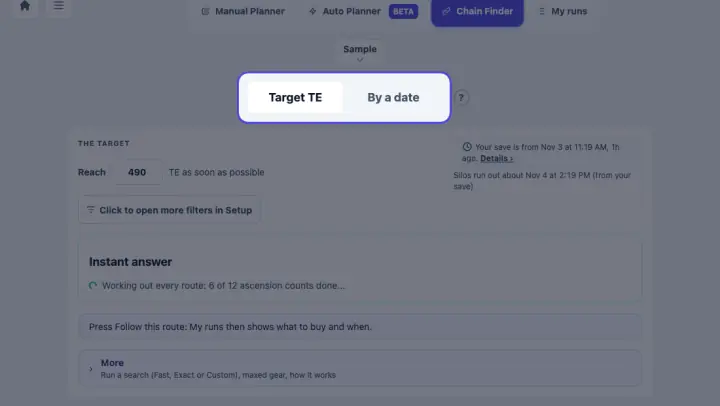 Manual Planner
Auto Planner BETA
Chain Finder
My runs
Sample
Target TE
By a date
?
THE TARGET
Reach 490 TE as soon as possible
Your save is from Nov 3 at 11:19 AM, 1h
ago. Details ›
Silos run out about Nov 4 at 2:19 PM (from your
save)
Click to open more filters in Setup
Instant answer
Working out every route: 6 of 12 ascension counts done...
Press Follow this route: My runs then shows what to buy and when.
More
Run a search (Fast, Exact or Custom), maxed gear, how it works